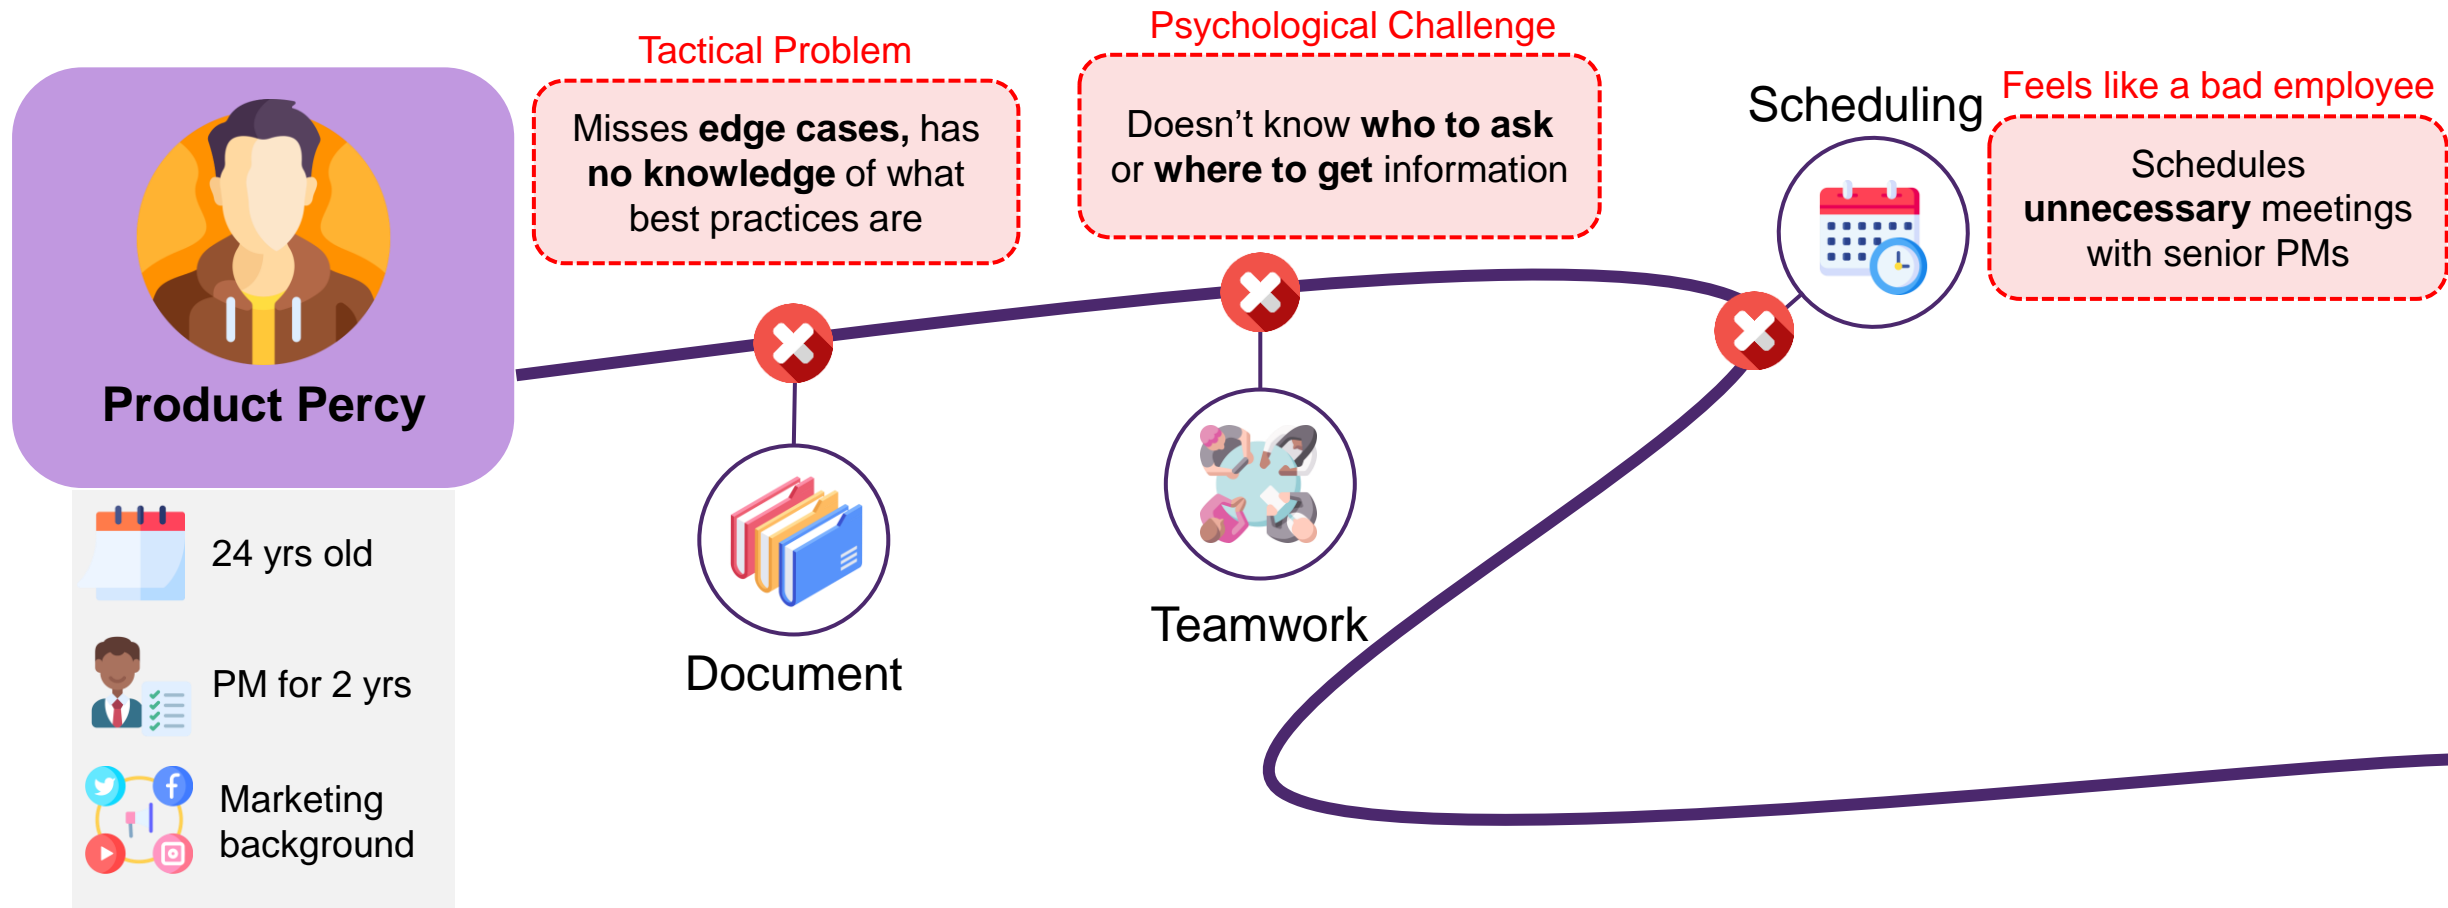 Product Percy
24 yrs old
PM for 2 yrs
Marketing
background
Tactical Problem
Misses edge cases, has
no knowledge of what
best practices are
Document
Psychological Challenge
Doesn’t know who to ask
or where to get information
Teamwork
Scheduling
Feels like a bad employee
Schedules
unnecessary meetings
with senior PMs